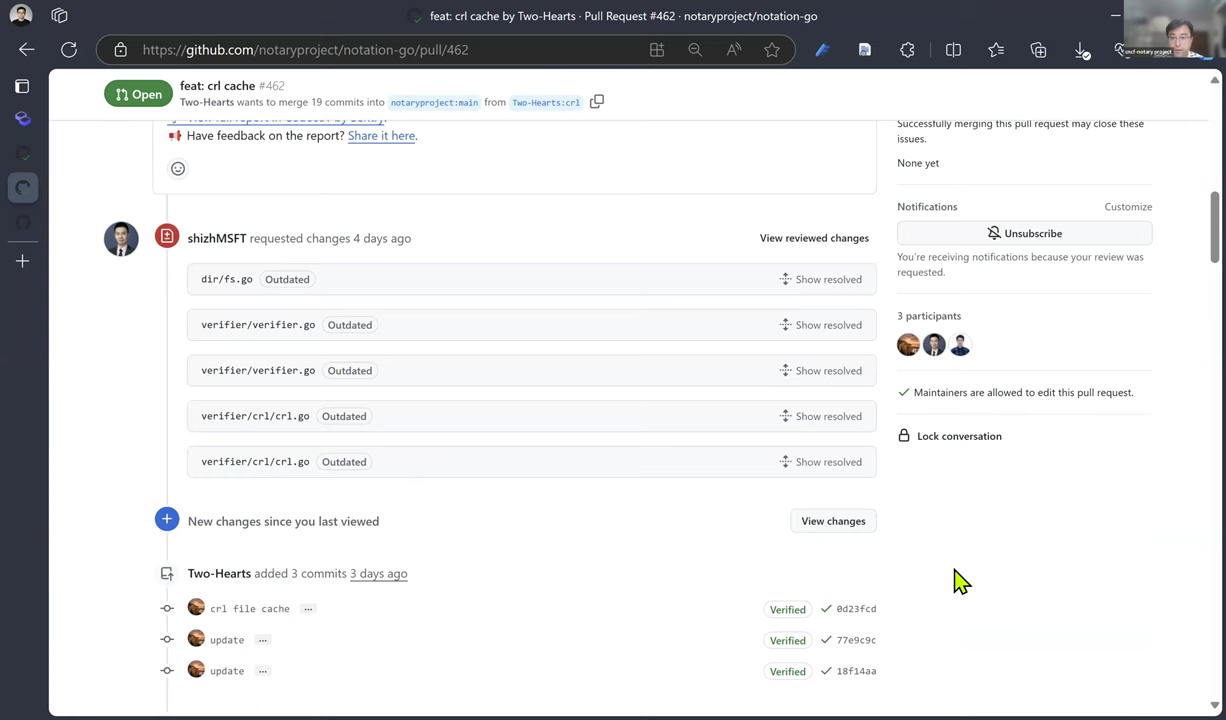 feat: crl cache by Two-Hearts · Pull Request #462 · notaryproject/notation-go
https://github.com/notaryproject/notation-go/pull/462
cncf-notary project
Open
feat: crl cache #462
Two-Hearts wants to merge 19 commits into notaryproject:main from Two-Hearts:crl
Have feedback on the report? Share it here.
shizhMSFT requested changes 4 days ago
View reviewed changes
dir/fs.go Outdated Show resolved
verifier/verifier.go Outdated Show resolved
verifier/verifier.go Outdated Show resolved
verifier/crl/crl.go Outdated Show resolved
verifier/crl/crl.go Outdated Show resolved
New changes since you last viewed
View changes
Two-Hearts added 3 commits 3 days ago
crl file cache ... Verified 0d23fcd
update ... Verified 77e9c9c
update ... Verified 18f14aa
Successfully merging this pull request may close these
issues.
None yet
Notifications Customize
Unsubscribe
You're receiving notifications because your review was
requested.
3 participants
Maintainers are allowed to edit this pull request.
Lock conversation